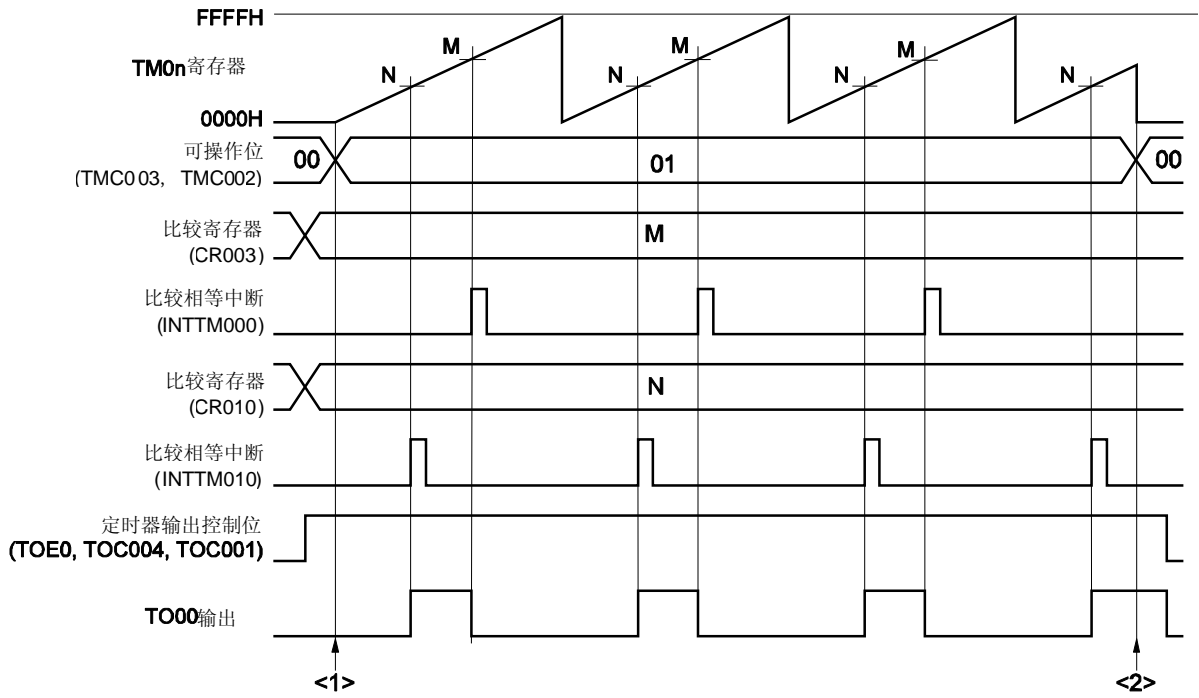 FFFFH
M M M
N N N N
TM0n寄存器
0000H
可操作位
(TMC003, TMC002)
00 01 00
比较寄存器
(CR003)
M
比较相等中断
(INTTM000)
比较寄存器
(CR010)
N
比较相等中断
(INTTM010)
定时器输出控制位
(TOE0, TOC004, TOC001)
TO00输出
<1> <2>